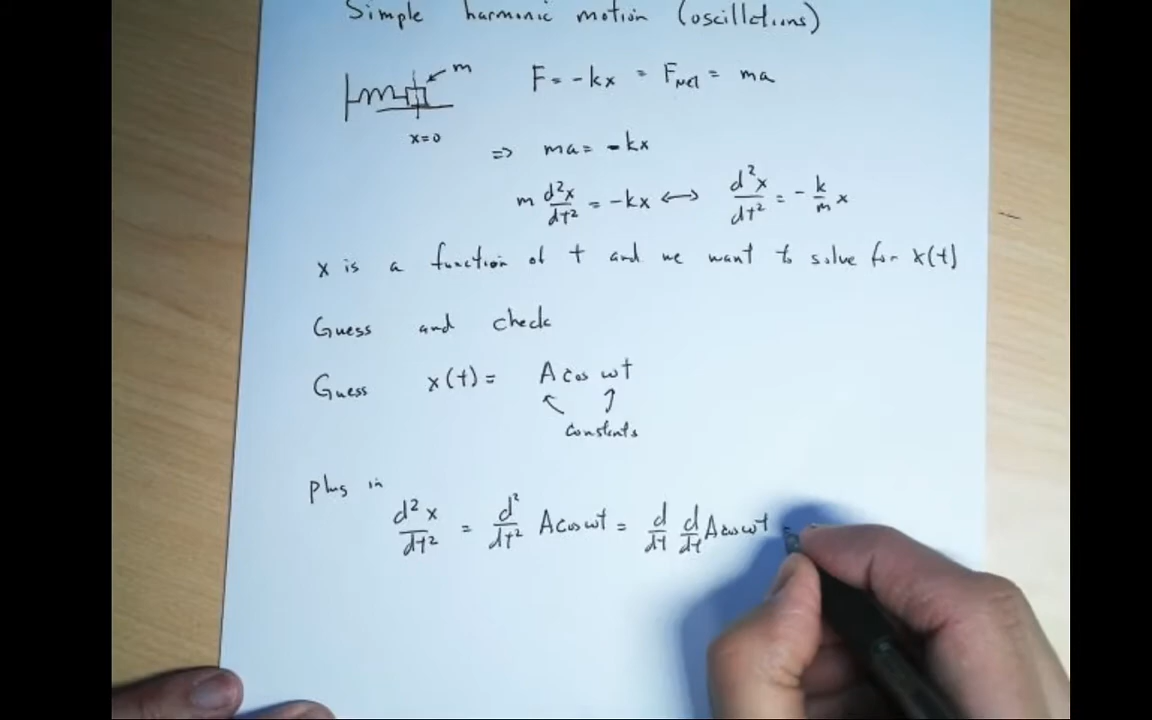 Simple harmonic motion (oscillations)
m
F = -kx = F_Net = ma
x=0
=> ma = -kx
m d²x/dt² = -kx ↔ d²x/dt² = - k/m x
x is a function of t and we want to solve for x(t)
Guess and check
Guess x(t) = A cos ωt
constants
Plug in
d²x/dt² = d²/dt² A cos ωt = d/dt d/dt A cos ωt =